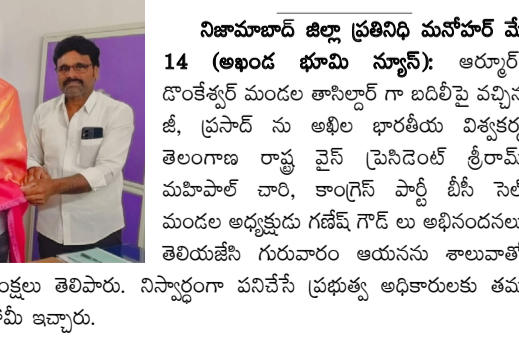 నిజామాబాద్ జిల్లా ప్రతినిధి మనోహర్ మే
14 (అఖండ భూమి న్యూస్): ఆర్మూర్
డొంకేశ్వర్ మండల తాసిల్దార్ గా బదిలీపై వచ్చిన
జీ, ప్రసాద్ ను అఖిల భారతీయ విశ్వకర్మ
తెలంగాణ రాష్ట్ర వైస్ ప్రెసిడెంట్ శ్రీరామ్
మహిపాల్ చారి, కాంగ్రెస్ పార్టీ బీసీ సెల్
మండల అధ్యక్షుడు గణేష్ గౌడ్ లు అభినందనలు
తెలియజేసి గురువారం ఆయనను శాలువాతో
తెలిపారు. నిస్వార్థంగా పనిచేసే ప్రభుత్వ అధికారులకు తమ
ఇచ్చారు.